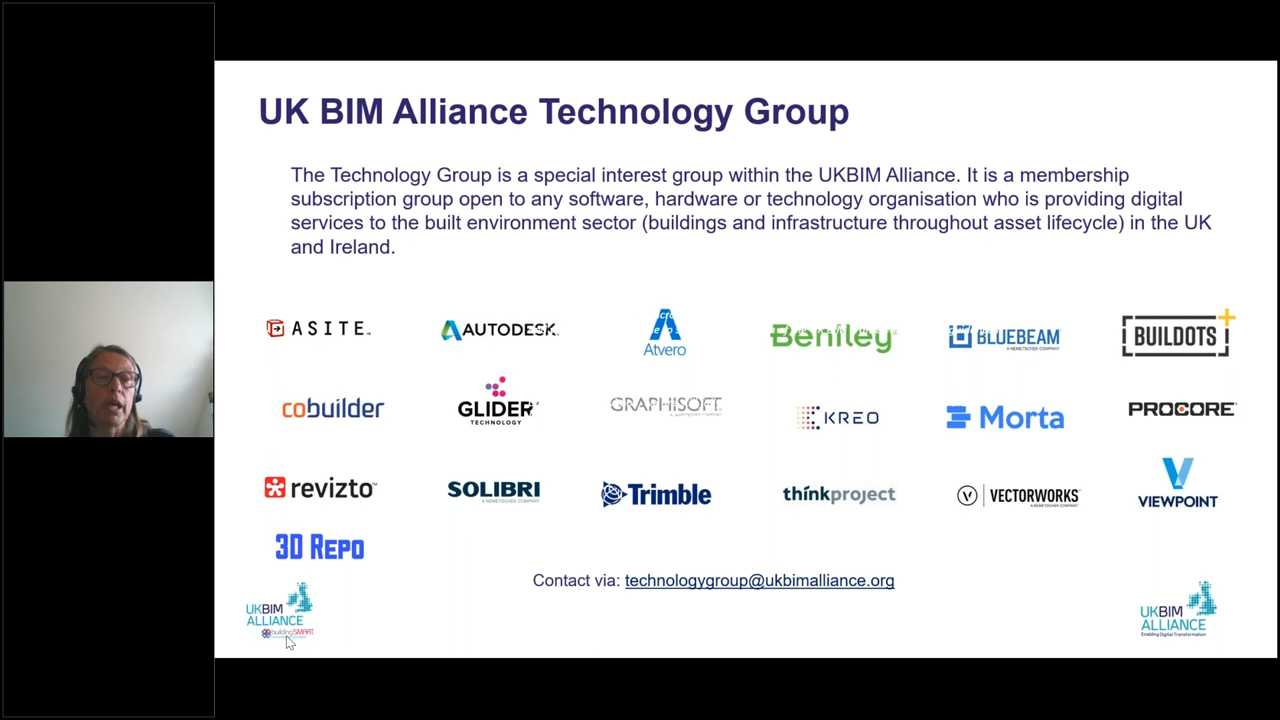 UK BIM Alliance Technology Group
The Technology Group is a special interest group within the UKBIM Alliance. It is a membership
subscription group open to any software, hardware or technology organisation who is providing digital
services to the built environment sector (buildings and infrastructure throughout asset lifecycle) in the UK
and Ireland.
ASITE AUTODESK Atvero Bentley BLUEBEAM BUILDOTS
A NEMETSCHEK COMPANY
cobuilder GLIDER GRAPHISOFT KREO Morta PROCORE
TECHNOLOGY
revizto SOLIBRI Trimble thinkproject VECTORWORKS VIEWPOINT
A NEMETSCHEK COMPANY A NEMETSCHEK COMPANY
3D REPO
Contact via: technologygroup@ukbimalliance.org
UKBIM
ALLIANCE
buildingSMART
UKBIM
ALLIANCE
Enabling Digital Transformation